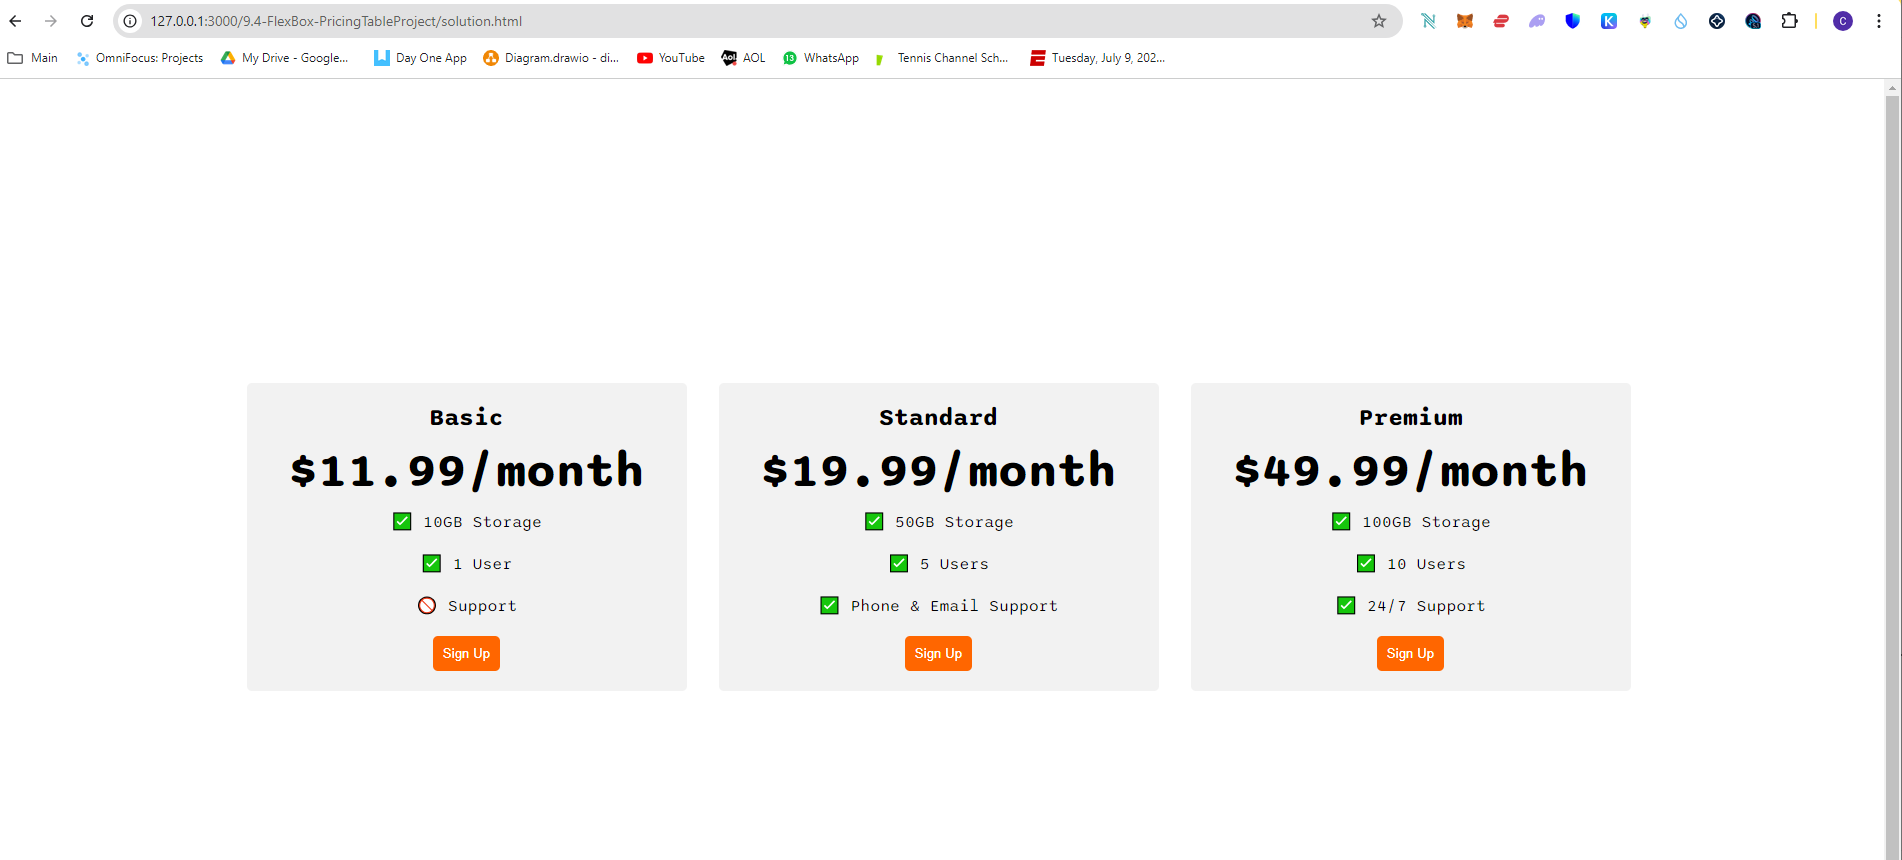 127.0.0.1:3000/9.4-FlexBox-PricingTableProject/solution.html
K
C
Main
OmniFocus: Projects
My Drive - Google...
Day One App
Diagram.drawio - di...
YouTube
Aol.
AOL
13
WhatsApp
Tennis Channel Sch...
Tuesday, July 9, 202...
Basic
$11.99/month
✅ 10GB Storage
✅ 1 User
🚫 Support
Sign Up
Standard
$19.99/month
✅ 50GB Storage
✅ 5 Users
✅ Phone & Email Support
Sign Up
Premium
$49.99/month
✅ 100GB Storage
✅ 10 Users
✅ 24/7 Support
Sign Up